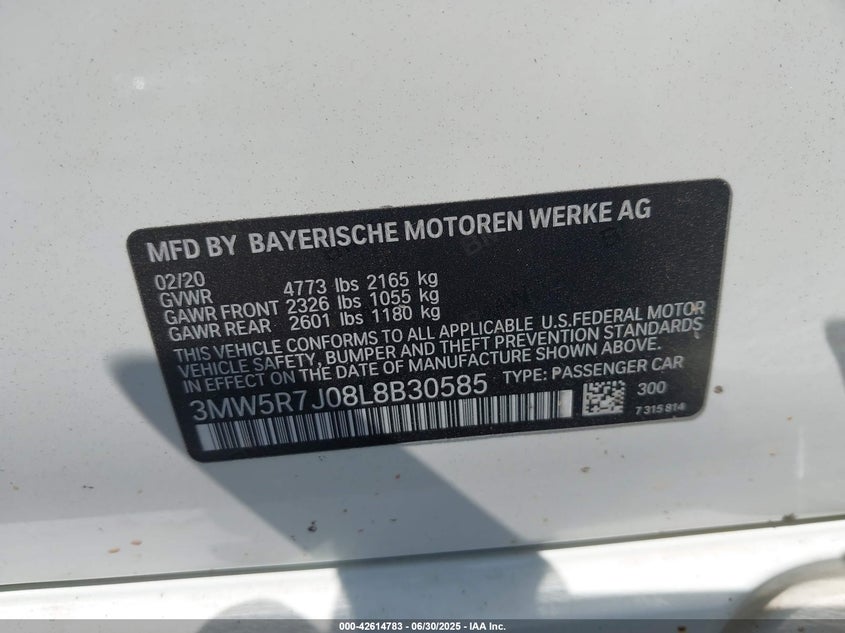 MFD BY BAYERISCHE MOTOREN WERKE AG
02/20
GVWR 4773 lbs 2165 kg
GAWR FRONT 2326 lbs 1055 kg
GAWR REAR 2601 lbs 1180 kg
THIS VEHICLE CONFORMS TO ALL APPLICABLE U.S.FEDERAL MOTOR
VEHICLE SAFETY, BUMPER AND THEFT PREVENTION STANDARDS
IN EFFECT ON THE DATE OF MANUFACTURE SHOWN ABOVE.
3MW5R7J08L8B30585 TYPE: PASSENGER CAR
300
7315814
000-42614783 - 06/30/2025 - IAA Inc.